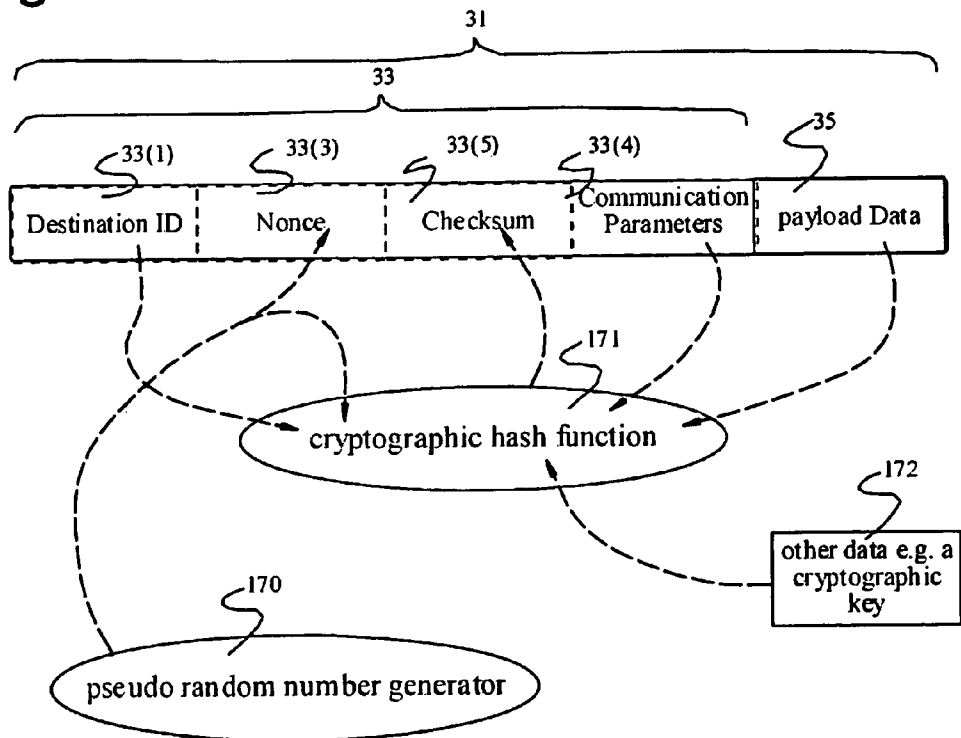 31
33
33(1)
33(3)
33(5)
33(4)
35
Destination ID
Nonce
Checksum
Communication
Parameters
payload Data
171
cryptographic hash function
172
other data e.g. a
cryptographic
key
170
pseudo random number generator